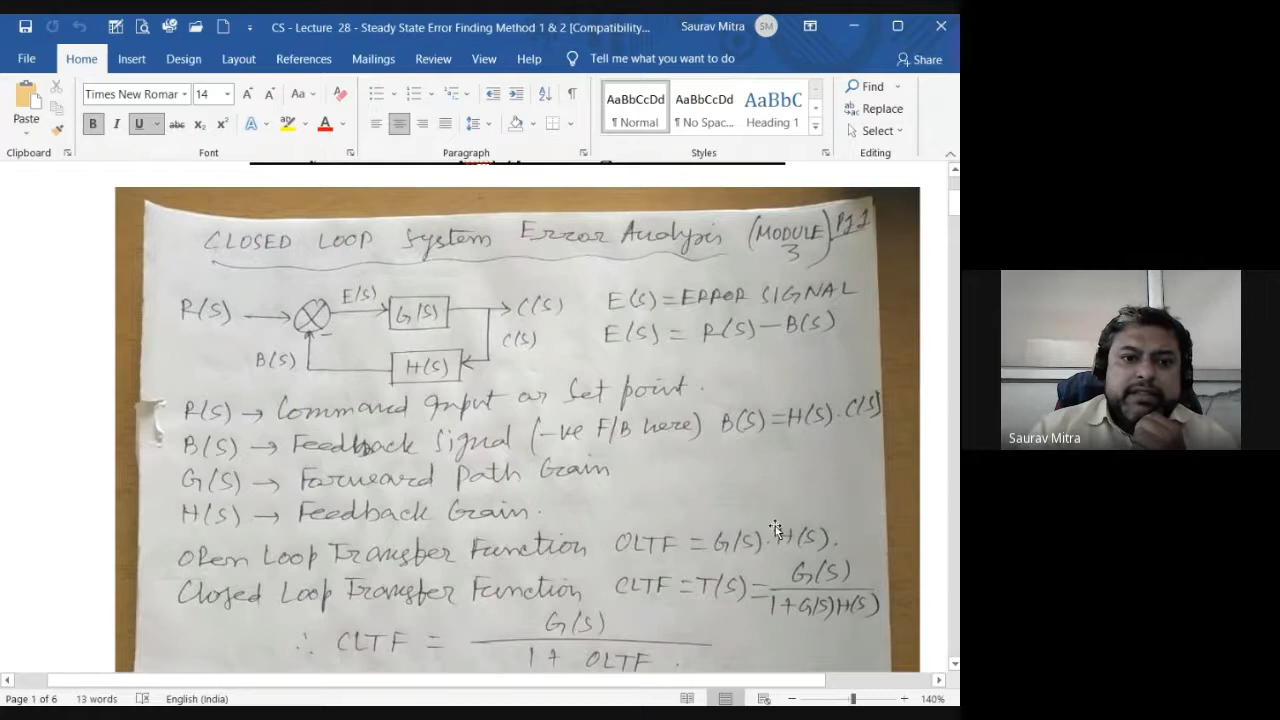 CS - Lecture 28 - Steady State Error Finding Method 1 & 2 [Compatibility...
Saurav Mitra
SM
File
Home
Insert
Design
Layout
References
Mailings
Review
View
Help
Tell me what you want to do
Share
Paste
Times New Romar
14
Aa
AaBbCcDd
AaBbCcDd
AaBbC
¶ Normal
¶ No Spac...
Heading 1
Find
Replace
Select
Clipboard
Font
Paragraph
Styles
Editing
CLOSED LOOP System Error Analysis (MODULE 3) Pg 1
R(S)
E(S)
G(S)
C(S)
C(S)
B(S)
H(S)
E(S) = ERROR SIGNAL
E(S) = R(S) - B(S)
R(S) → Command Input or Set point.
B(S) → Feedback Signal (-ve F/B here) B(S) = H(S). C(S)
G(S) → Forward Path Gain
H(S) → Feedback Gain.
OPen Loop Transfer Function OLTF = G(S). H(S).
Closed Loop Transfer Function CLTF = T(S) = G(S) / 1+G(S)H(S)
∴ CLTF = G(S) / 1 + OLTF .
Saurav Mitra
Page 1 of 6
13 words
English (India)
140%